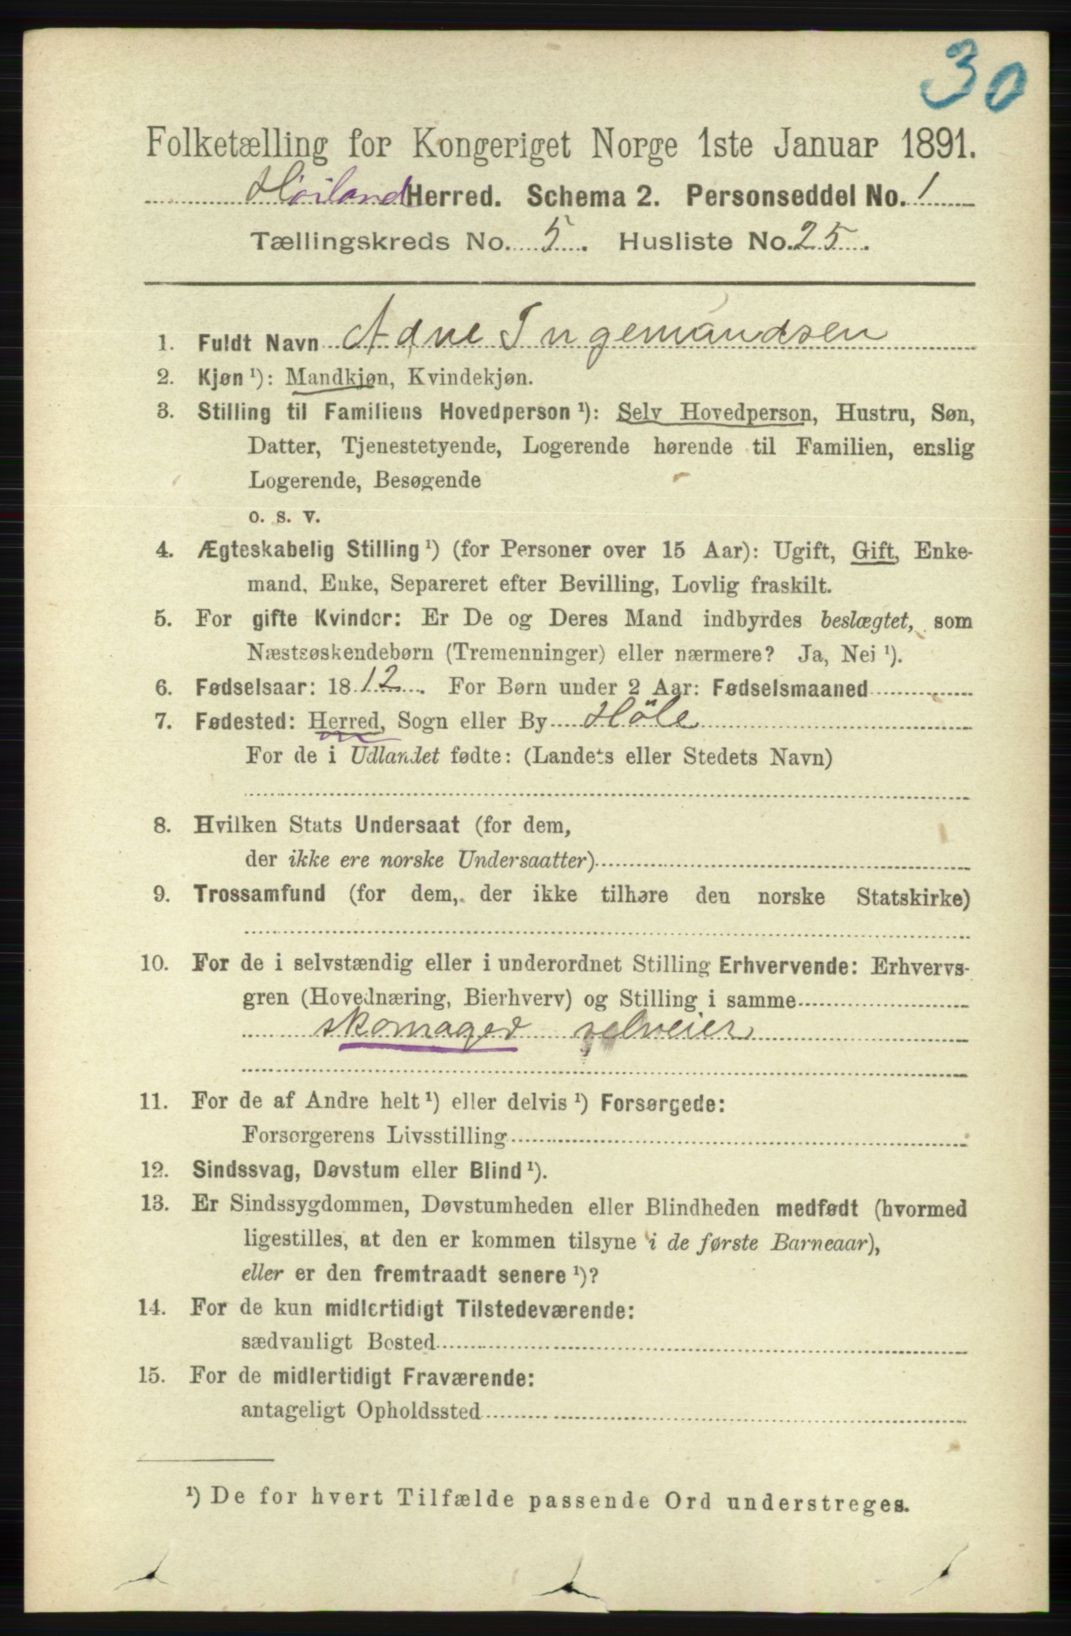 30
Folketælling for Kongeriget Norge 1ste Januar 1891.
Høiland Herred. Schema 2. Personseddel No. 1
Tællingskreds No. 5. Husliste No. 25.
1. Fuldt Navn Adne Ingemundsen
2. Kjøn ¹): Mandkjøn, Kvindekjøn.
3. Stilling til Familiens Hovedperson ¹): Selv Hovedperson, Hustru, Søn,
Datter, Tjenestetyende, Logerende hørende til Familien, enslig
Logerende, Besøgende
o. s. v.
4. Ægteskabelig Stilling ¹) (for Personer over 15 Aar): Ugift, Gift, Enke-
mand, Enke, Separeret efter Bevilling, Lovlig fraskilt.
5. For gifte Kvinder: Er De og Deres Mand indbyrdes beslægtet, som
Næstsøskendebørn (Tremenninger) eller nærmere? Ja, Nei ¹).
6. Fødselsaar: 1812. For Børn under 2 Aar: Fødselsmaaned
7. Fødested: Herred, Sogn eller By Høle
For de i Udlandet fødte: (Landets eller Stedets Navn)
8. Hvilken Stats Undersaat (for dem,
der ikke ere norske Undersaatter)
9. Trossamfund (for dem, der ikke tilhøre den norske Statskirke)
10. For de i selvstændig eller i underordnet Stilling Erhvervende: Erhvervs-
gren (Hovednæring, Bierhverv) og Stilling i samme
skomager selveier
11. For de af Andre helt ¹) eller delvis ¹) Forsørgede:
Forsørgerens Livsstilling
12. Sindssvag, Døvstum eller Blind ¹).
13. Er Sindssygdommen, Døvstumheden eller Blindheden medfødt (hvormed
ligestilles, at den er kommen tilsyne i de første Barneaar),
eller er den fremtraadt senere ¹)?
14. For de kun midlertidigt Tilstedeværende:
sædvanligt Bosted
15. For de midlertidigt Fraværende:
antageligt Opholdssted
¹) De for hvert Tilfælde passende Ord understreges.